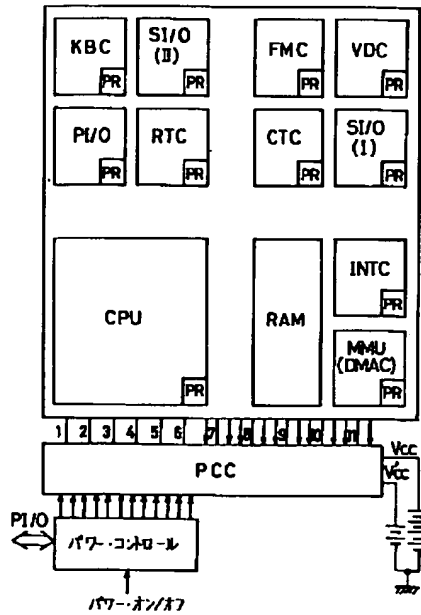 KBC
PR
SI/O
(II)
PR
FMC
PR
VDC
PR
PI/O
PR
RTC
PR
CTC
PR
SI/O
(I)
PR
CPU
PR
RAM
INTC
PR
MMU
(DMAC)
PR
1 2 3 4 5 6 7 8 9 10 11
PCC
Vcc
V'cc
PI/O
パワー・コントロール
パワー・オン/オフ